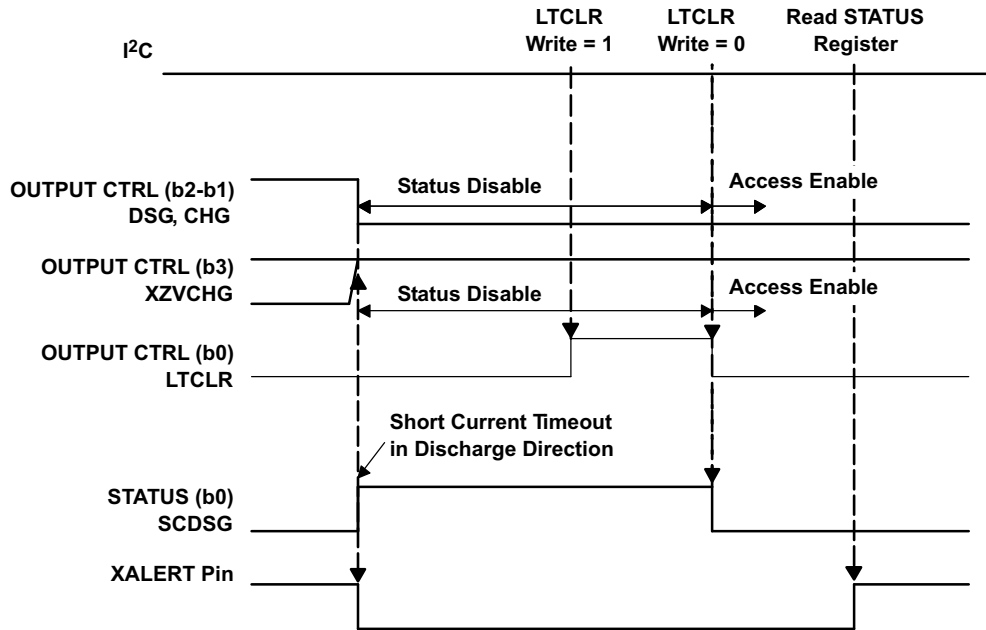 LTCLR
Write = 1
LTCLR
Write = 0
Read STATUS
Register
I²C
OUTPUT CTRL (b2-b1)
DSG, CHG
Status Disable
Access Enable
OUTPUT CTRL (b3)
XZVCHG
Status Disable
Access Enable
OUTPUT CTRL (b0)
LTCLR
Short Current Timeout
in Discharge Direction
STATUS (b0)
SCDSG
XALERT Pin